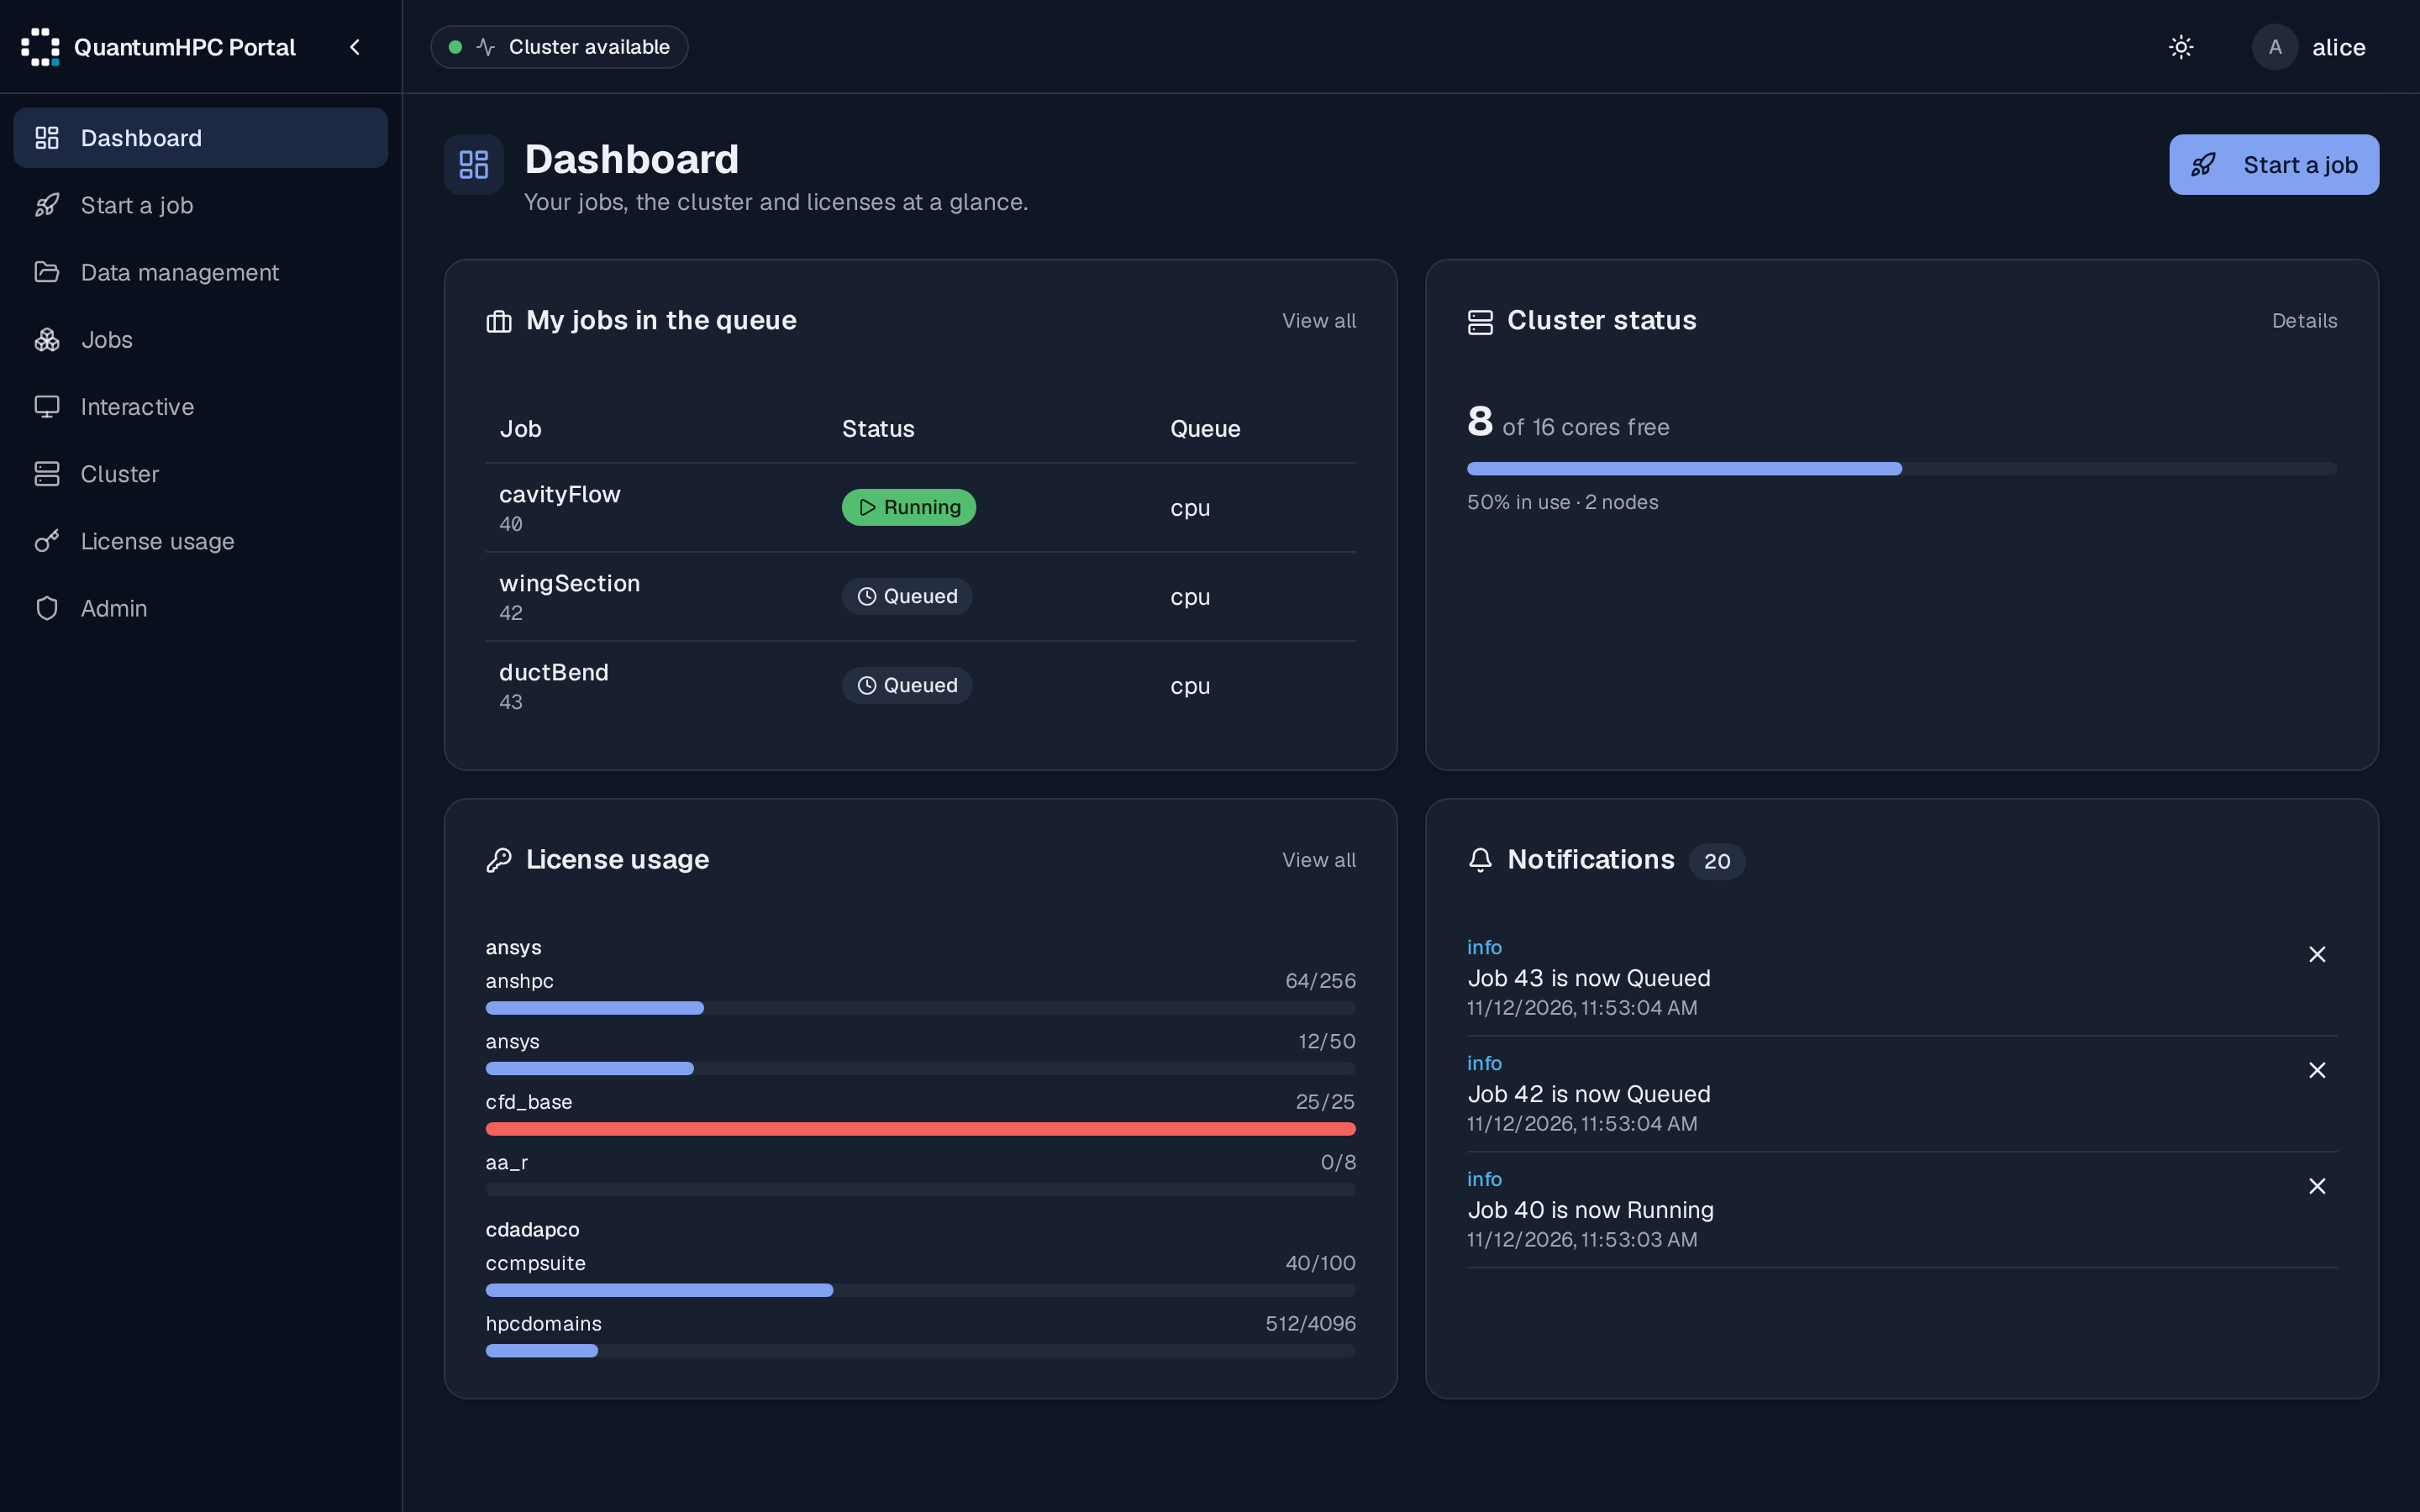 QuantumHPC Portal
Cluster available
A
alice
Dashboard
Start a job
Data management
Jobs
Interactive
Cluster
License usage
Admin
Dashboard
Your jobs, the cluster and licenses at a glance.
Start a job
My jobs in the queue
View all
Job Status Queue
cavityFlow
40
Running
cpu
wingSection
42
Queued
cpu
ductBend
43
Queued
cpu
Cluster status
Details
8 of 16 cores free
50% in use · 2 nodes
License usage
View all
ansys
anshpc 64/256
ansys 12/50
cfd_base 25/25
aa_r 0/8
cdadapco
ccmpsuite 40/100
hpcdomains 512/4096
Notifications 20
info
Job 43 is now Queued
11/12/2026, 11:53:04 AM
info
Job 42 is now Queued
11/12/2026, 11:53:04 AM
info
Job 40 is now Running
11/12/2026, 11:53:03 AM